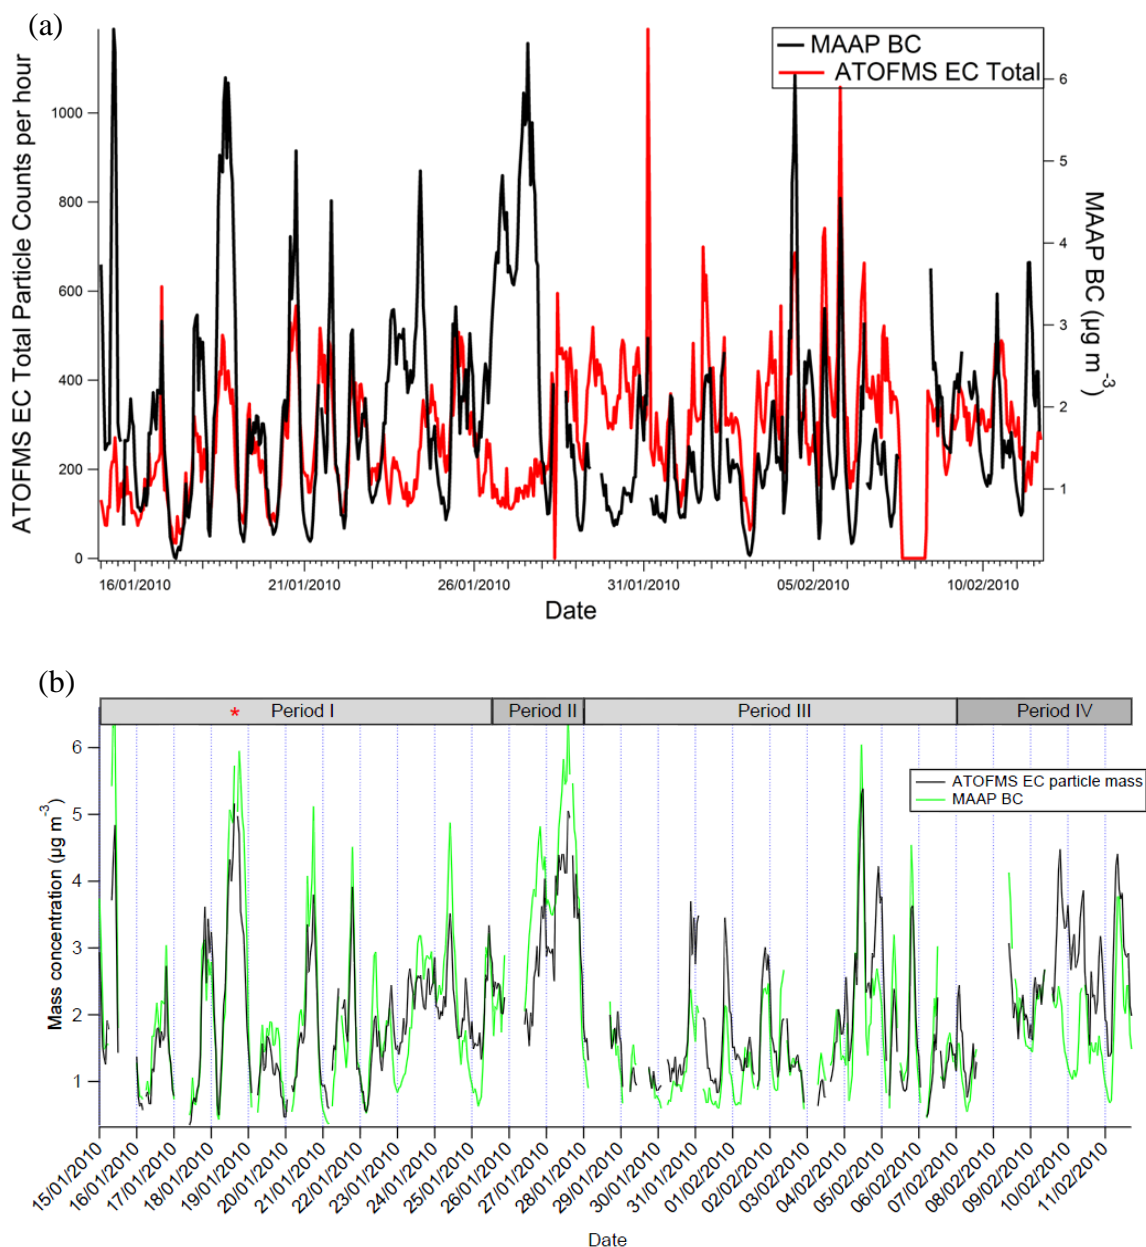 (a)
MAAP BC
ATOFMS EC Total
ATOFMS EC Total Particle Counts per hour
1000
800
600
400
200
0
6
5
4
3
2
1
MAAP BC (µg m-3)
16/01/2010 21/01/2010 26/01/2010 31/01/2010 05/02/2010 10/02/2010
Date
(b)
* Period I Period II Period III Period IV
ATOFMS EC particle mass
MAAP BC
Mass concentration (µg m-3)
6
5
4
3
2
1
15/01/2010 16/01/2010 17/01/2010 18/01/2010 19/01/2010 20/01/2010 21/01/2010 22/01/2010 23/01/2010 24/01/2010 25/01/2010 26/01/2010 27/01/2010 28/01/2010 29/01/2010 30/01/2010 31/01/2010 01/02/2010 02/02/2010 03/02/2010 04/02/2010 05/02/2010 06/02/2010 07/02/2010 08/02/2010 09/02/2010 10/02/2010 11/02/2010
Date